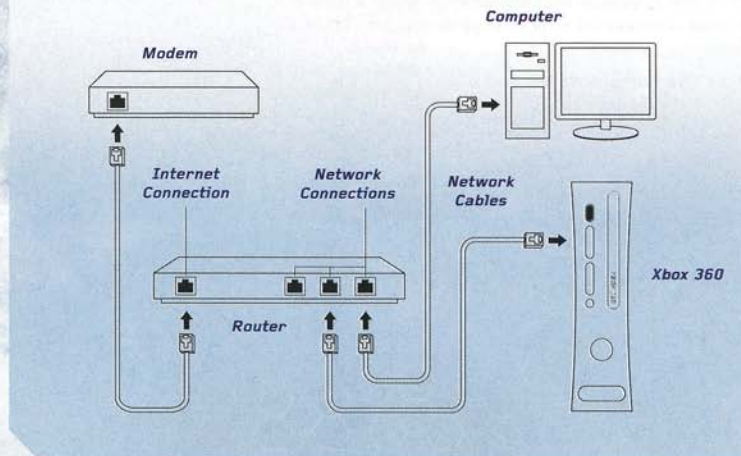 Computer
Modem
Internet
Connection
Network
Connections
Network
Cables
Xbox 360
Router